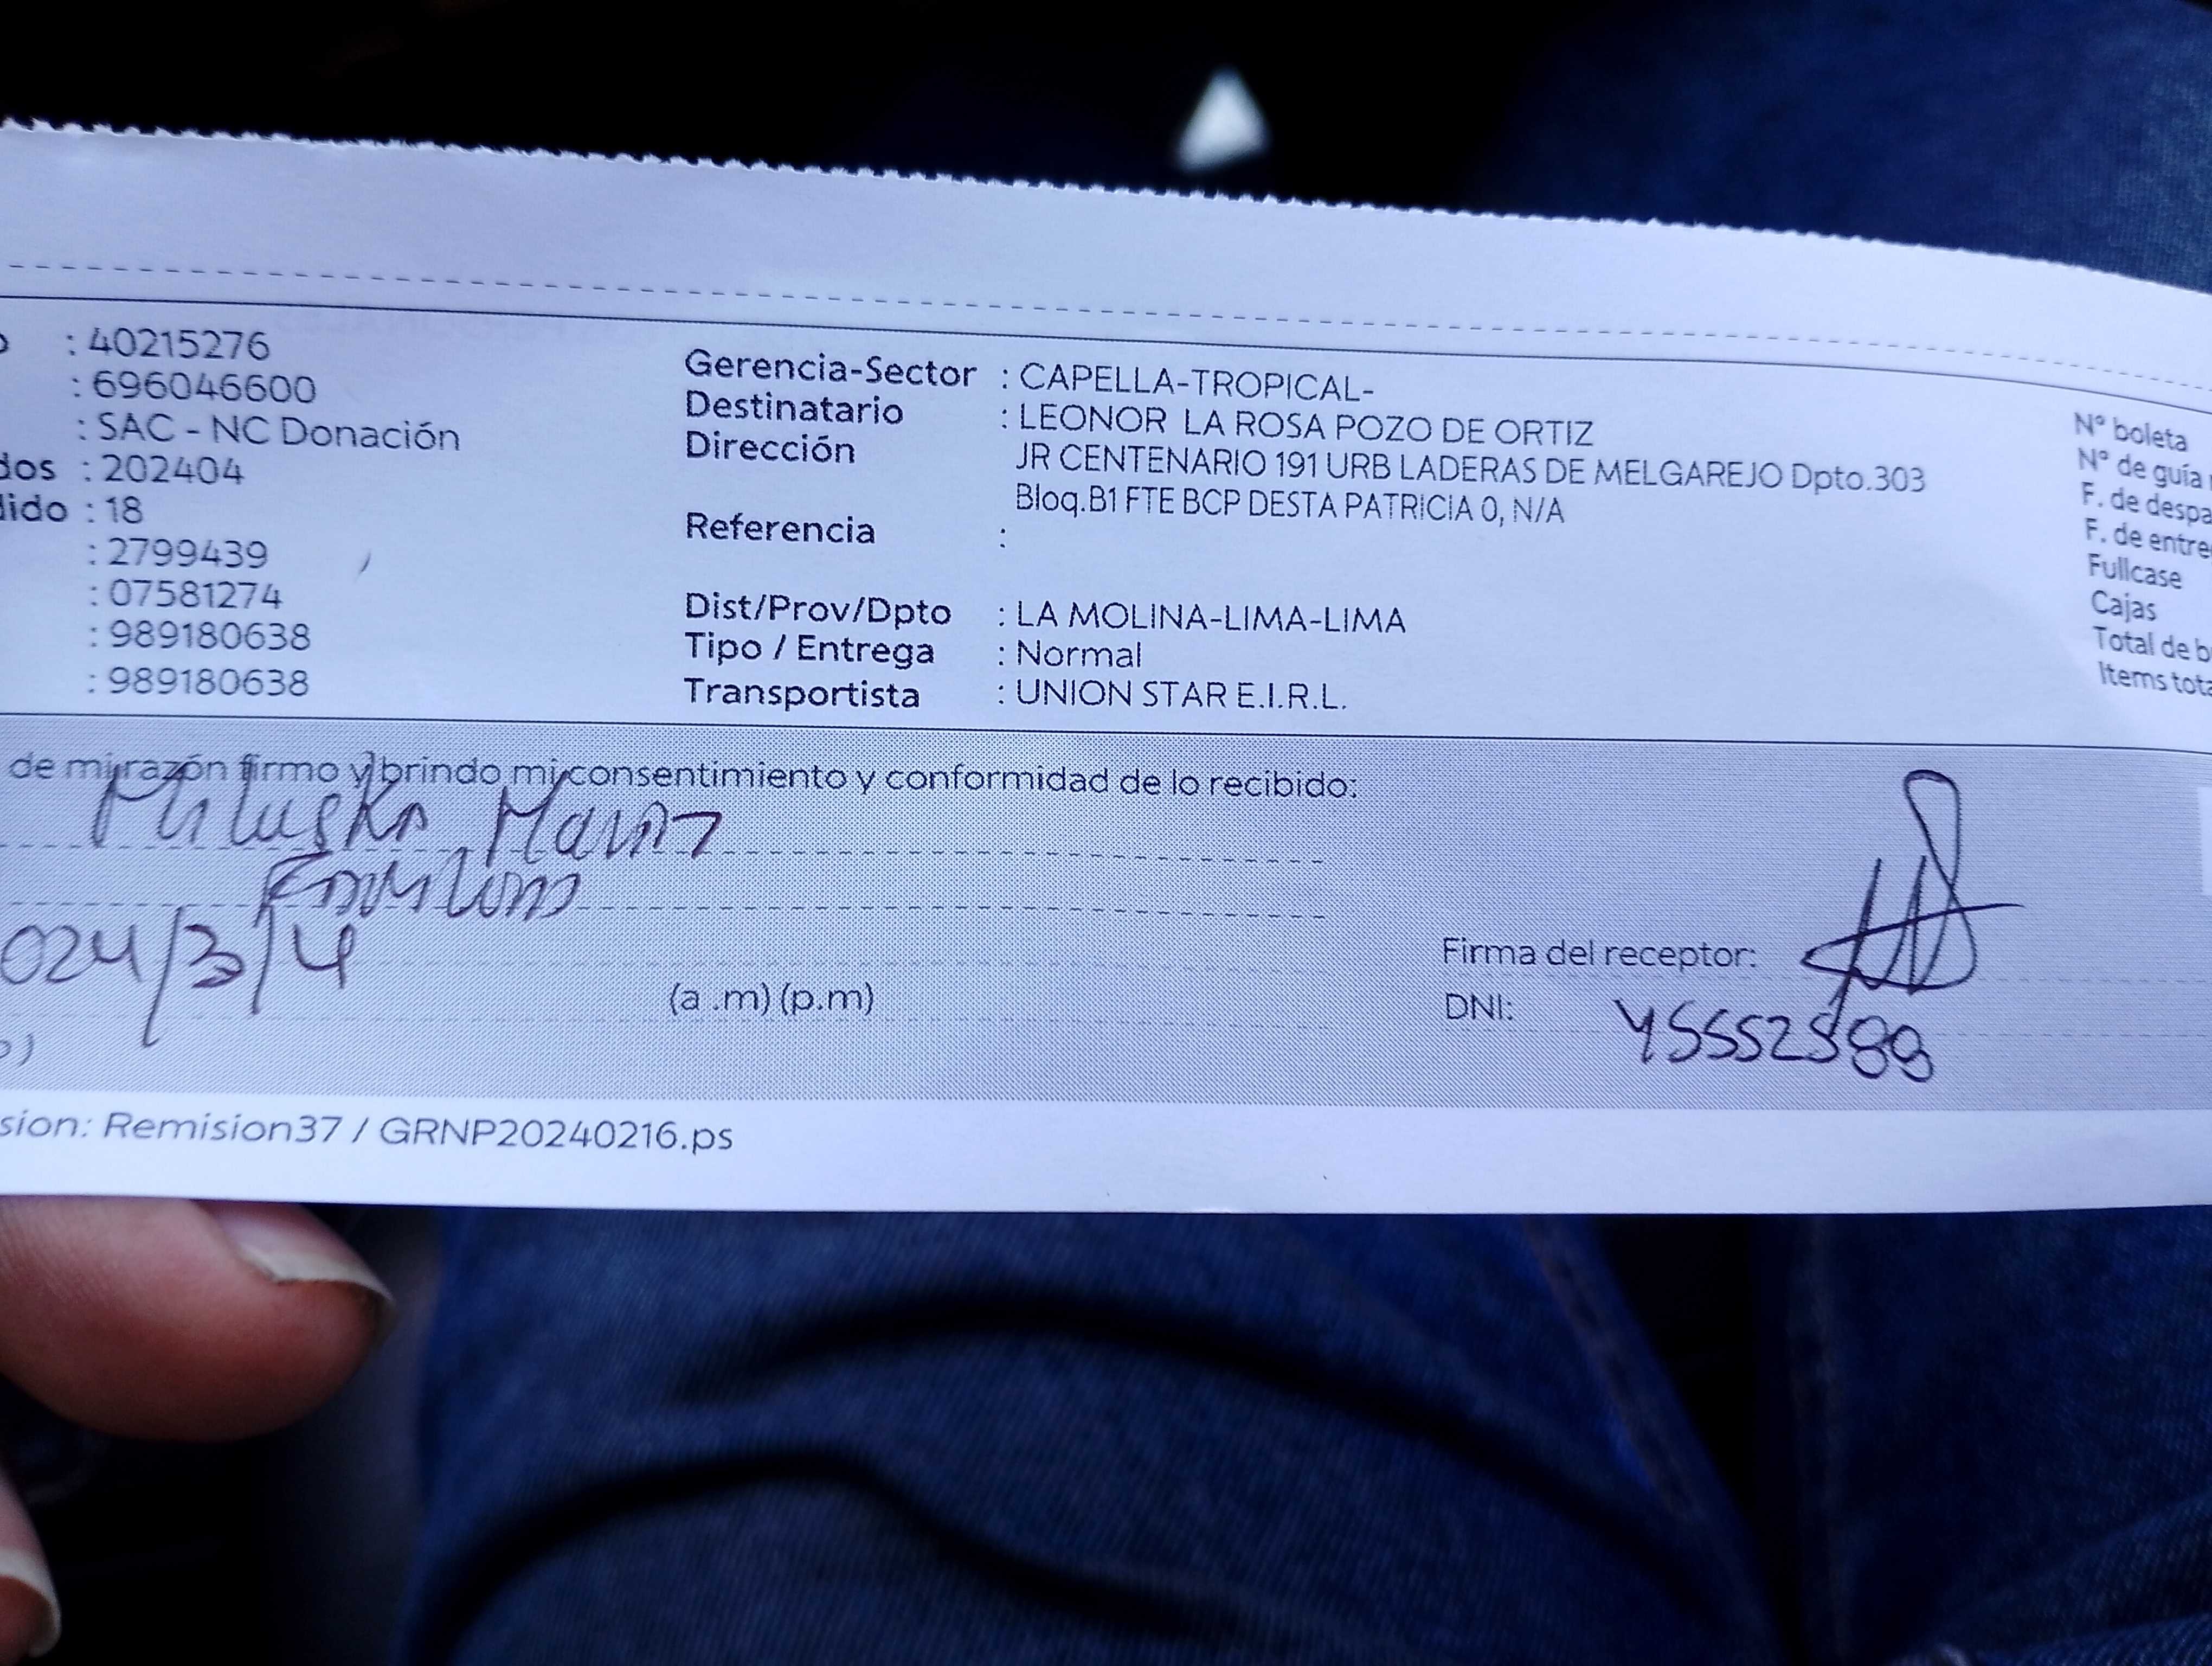 : 40215276
: 696046600
: SAC - NC Donación
dos : 202404
dido : 18
: 2799439
: 07581274
: 989180638
: 989180638
Gerencia-Sector : CAPELLA-TROPICAL-
Destinatario : LEONOR LA ROSA POZO DE ORTIZ
Dirección JR CENTENARIO 191 URB LADERAS DE MELGAREJO Dpto.303
Bloq.B1 FTE BCP DESTA PATRICIA 0, N/A
Referencia :
Dist/Prov/Dpto : LA MOLINA-LIMA-LIMA
Tipo / Entrega : Normal
Transportista : UNION STAR E.I.R.L.
N° boleta
N° de guía
F. de despa
F. de entre
Fullcase
Cajas
Total de b
Items tota
de mi razón firmo y brindo mi consentimiento y conformidad de lo recibido:
Miluska
024/3/4
(a .m) (p.m)
Firma del receptor:
DNI: 45552589
sion: Remision37 / GRNP20240216.ps